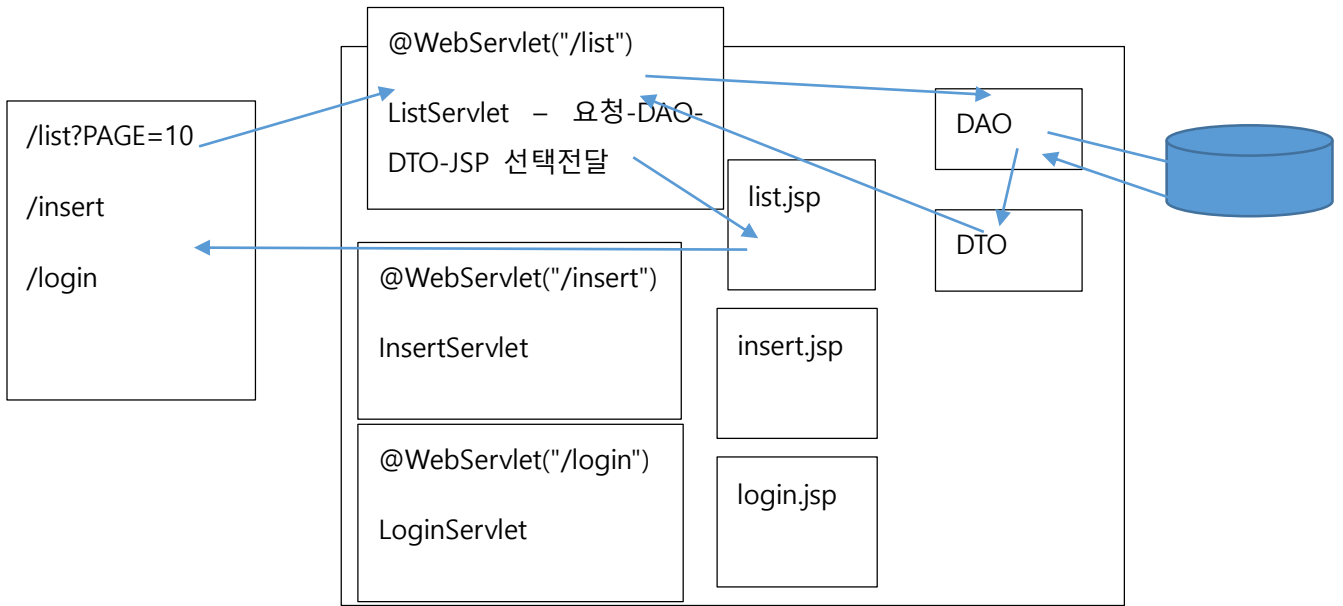 /list?PAGE=10
/insert
/login
@WebServlet("/list")
ListServlet – 요청-DAO-
DTO-JSP 선택전달
@WebServlet("/insert")
InsertServlet
@WebServlet("/login")
LoginServlet
list.jsp
insert.jsp
login.jsp
DAO
DTO